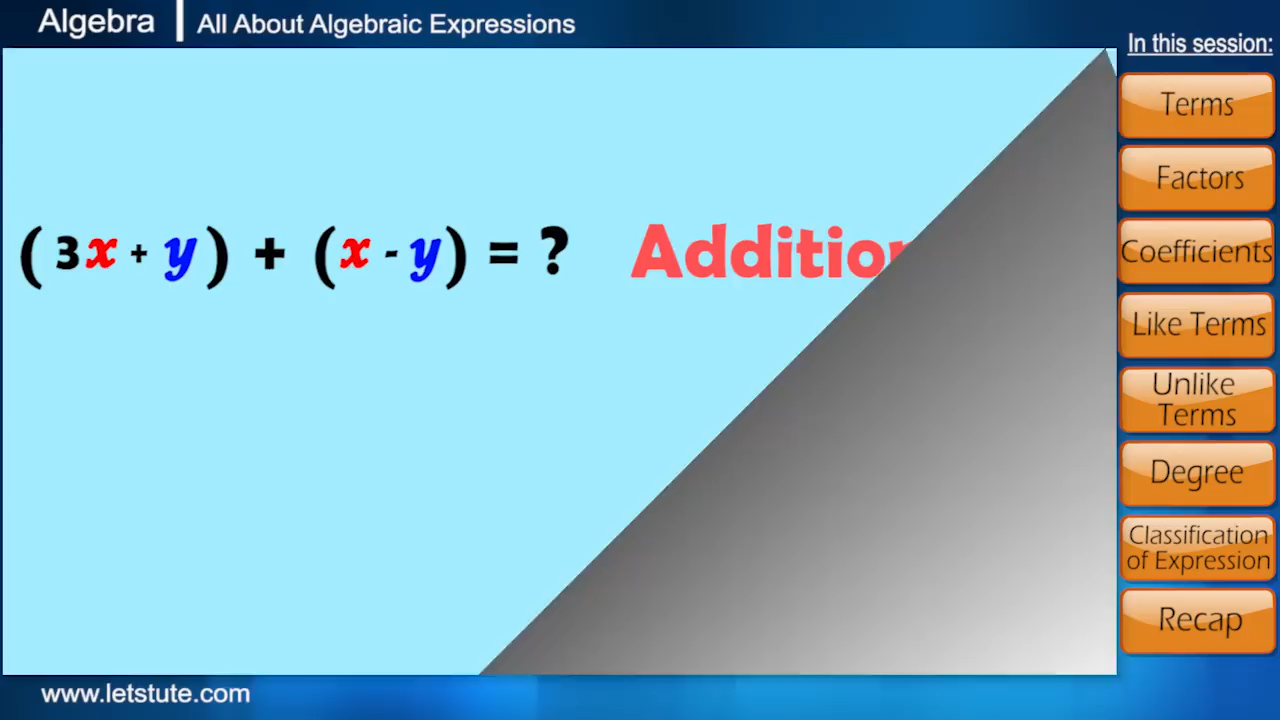 Algebra | All About Algebraic Expressions
In this session:
(3x + y) + (x - y) = ?
Terms
Factors
Coefficients
Like Terms
Unlike
Terms
Degree
Classification
of Expression
Recap
www.letstute.com